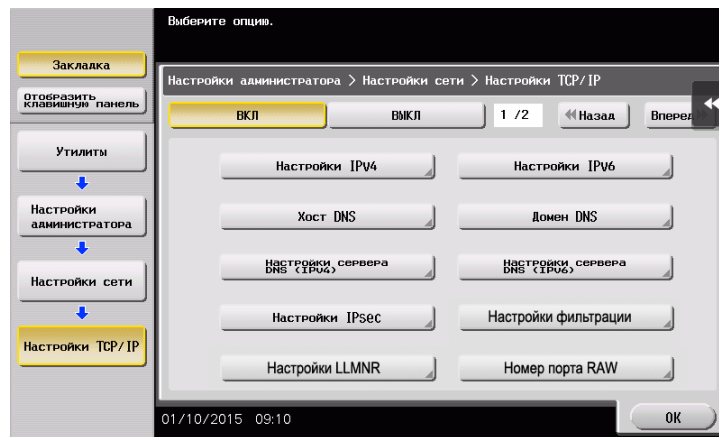 Выберите опцию.
Закладка
Отобразить
клавишную панель
Утилиты
Настройки
администратора
Настройки сети
Настройки TCP/IP
Настройки администратора > Настройки сети > Настройки TCP/IP
ВКЛ ВЫКЛ 1 /2 Назад Вперед
Настройки IPv4 Настройки IPv6
Хост DNS Домен DNS
Настройки сервера
DNS (IPv4)
Настройки сервера
DNS (IPv6)
Настройки IPsec Настройки фильтрации
Настройки LLMNR Номер порта RAW
01/10/2015 09:10
OK